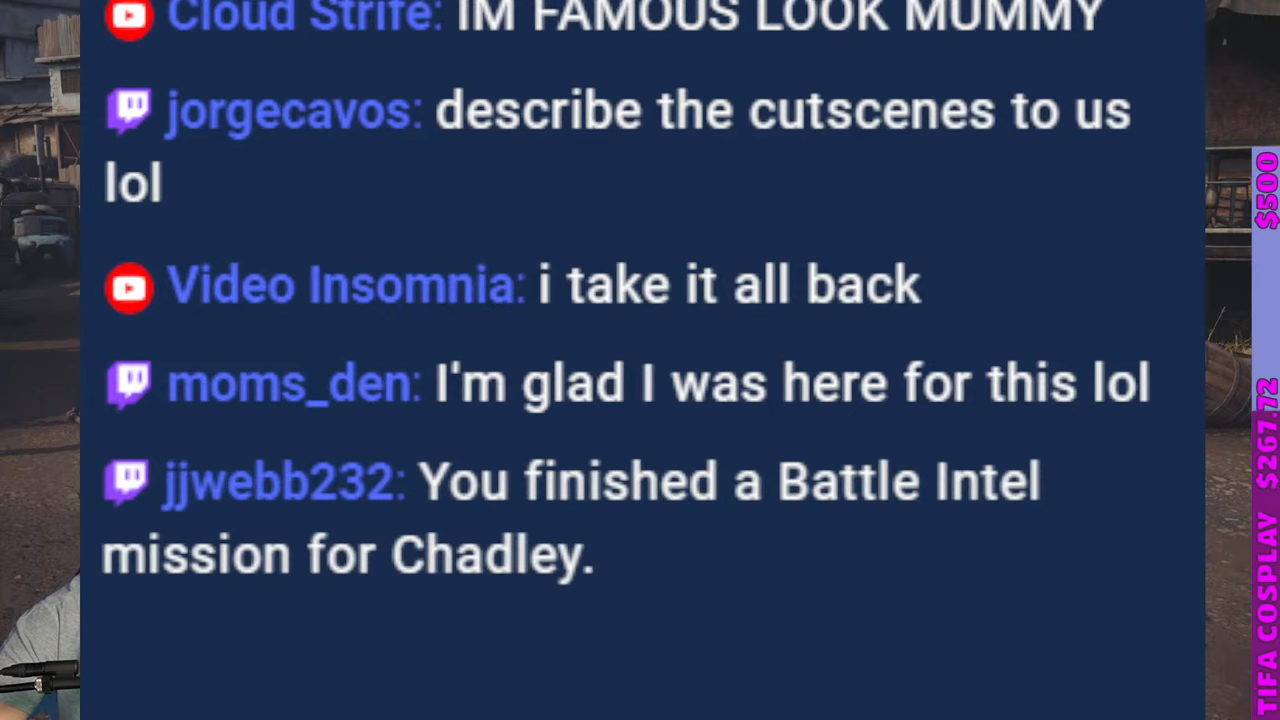 Cloud Strife: IM FAMOUS LOOK MUMMY
jorgecavos: describe the cutscenes to us
lol
Video Insomnia: i take it all back
moms_den: I'm glad I was here for this lol
jjwebb232: You finished a Battle Intel
mission for Chadley.
$500
TIFA COSPLAY $267.72